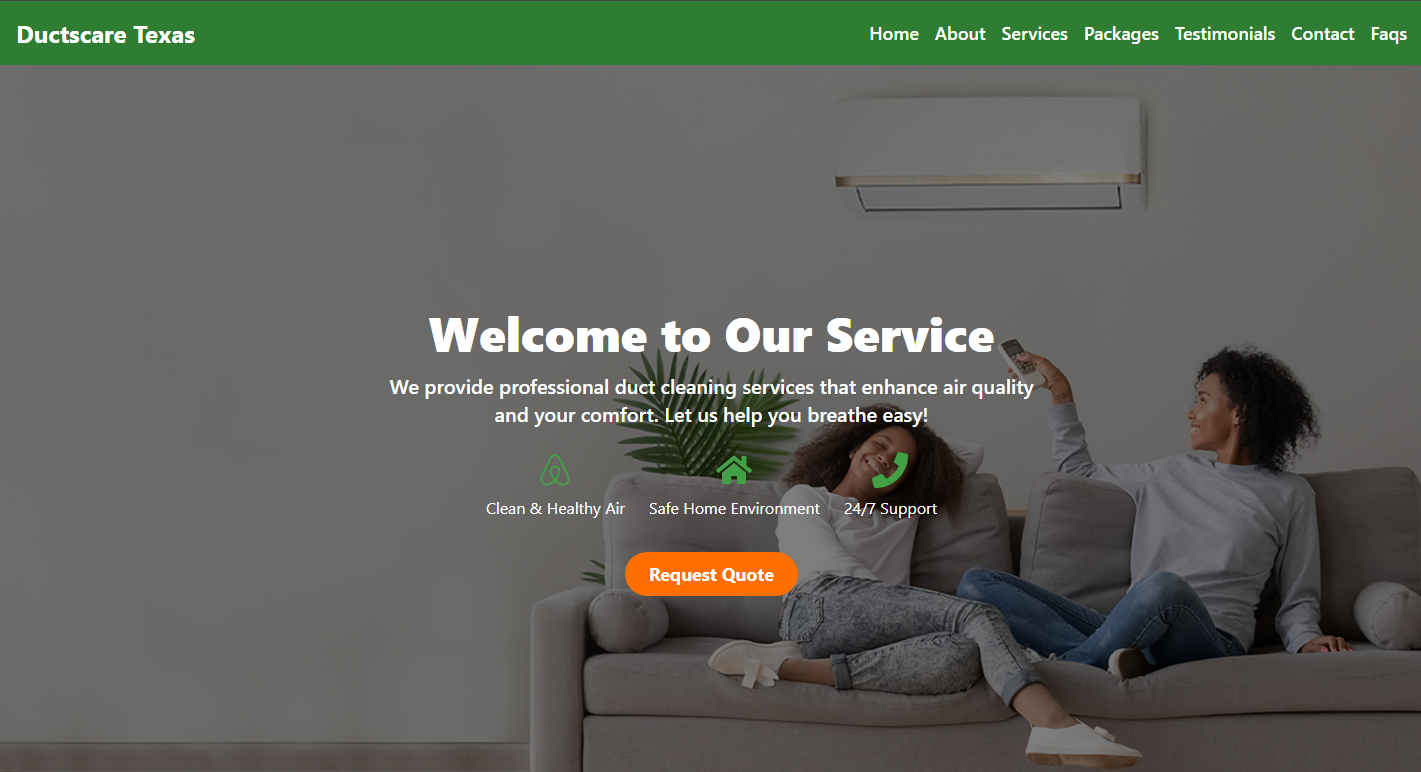 Ductscare Texas
Home About Services Packages Testimonials Contact Faqs
Welcome to Our Service
We provide professional duct cleaning services that enhance air quality
and your comfort. Let us help you breathe easy!
Clean & Healthy Air Safe Home Environment 24/7 Support
Request Quote